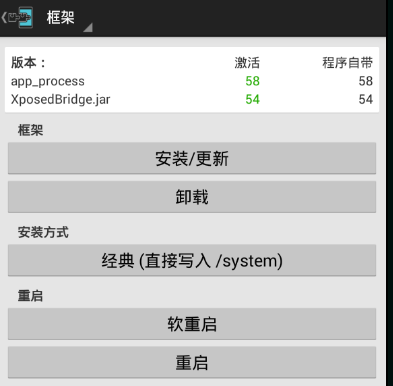 框架
版本： 激活 程序自带
app_process 58 58
XposedBridge.jar 54 54
框架
安装/更新
卸载
安装方式
经典 (直接写入 /system)
重启
软重启
重启